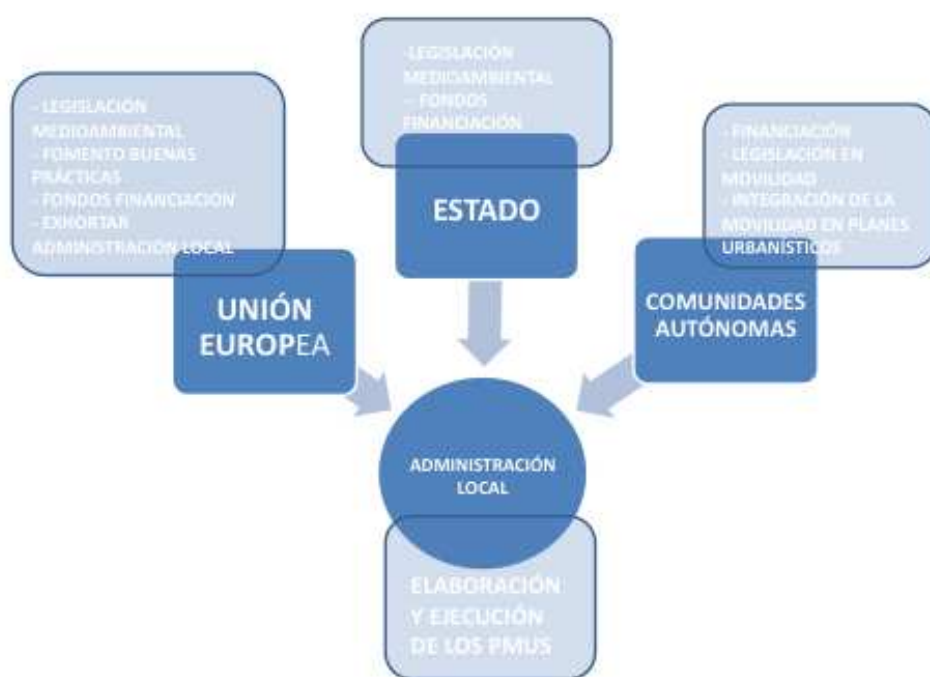 -LEGISLACIÓN
MEDIOAMBIENTAL
- FONDOS
FINANCIACIÓN
ESTADO
- LEGISLACIÓN
MEDIOAMBIENTAL
- FOMENTO BUENAS
PRÁCTICAS
- FONDOS FINANCIACIÓN
- EXHORTAR
ADMINISTRACIÓN LOCAL
UNIÓN
EUROPEA
- FINANCIACIÓN
- LEGISLACIÓN EN
MOVILIDAD
- INTEGRACIÓN DE LA
MOVILIDAD EN PLANES
URBANÍSTICOS
COMUNIDADES
AUTÓNOMAS
ADMINISTRACIÓN
LOCAL
ELABORACIÓN
Y EJECUCIÓN
DE LOS PMUS